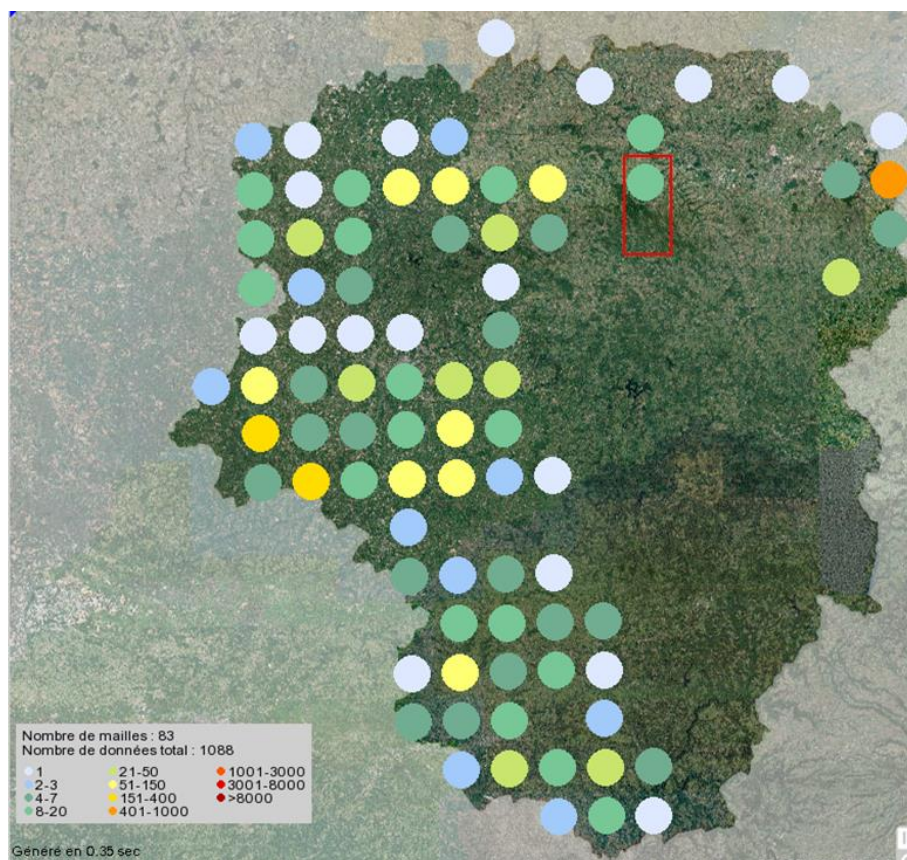 Nombre de mailles : 83
Nombre de données total : 1088
1 21-50 1001-3000
2-3 51-150 3001-8000
4-7 151-400 >8000
8-20 401-1000
Généré en 0.35 sec